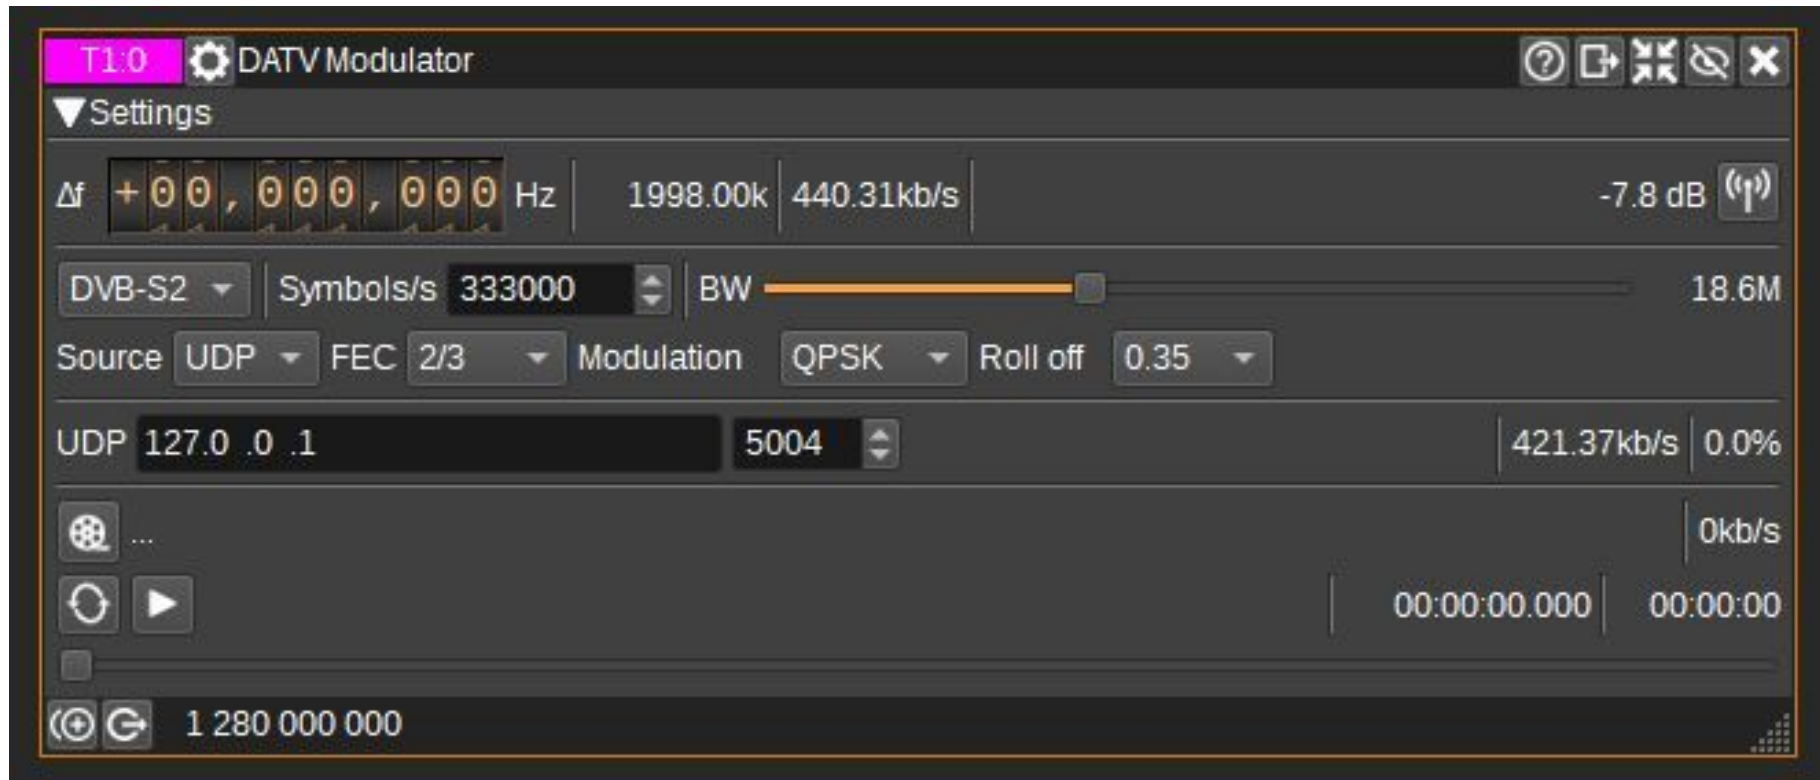 T1:0 DATV Modulator
Settings
Δf +00,000,000 Hz 1998.00k 440.31kb/s -7.8 dB
DVB-S2 Symbols/s 333000 BW 18.6M
Source UDP FEC 2/3 Modulation QPSK Roll off 0.35
UDP 127.0 .0 .1 5004 421.37kb/s 0.0%
... 0kb/s
00:00:00.000 00:00:00
1 280 000 000